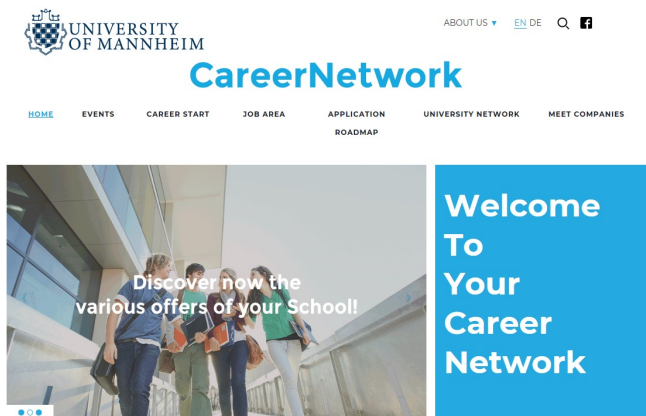 UNIVERSITY
OF MANNHEIM
ABOUT US ▼ EN DE
CareerNetwork
HOME EVENTS CAREER START JOB AREA APPLICATION ROADMAP UNIVERSITY NETWORK MEET COMPANIES
Discover now the
various offers of your School!
Welcome
To
Your
Career
Network